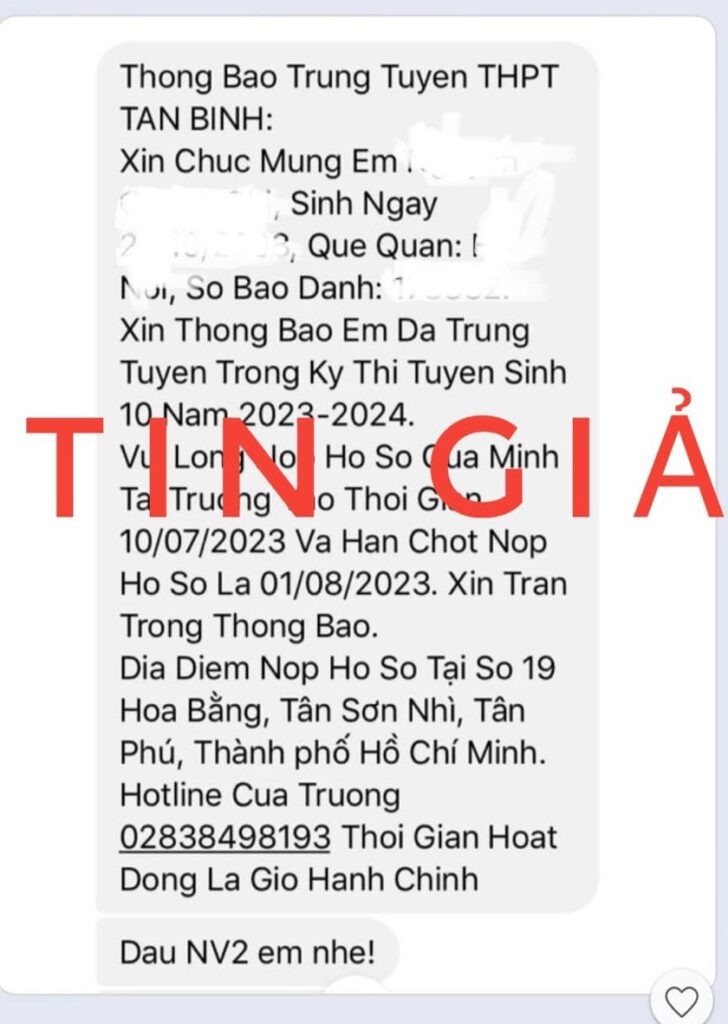 Thong Bao Trung Tuyen THPT
TAN BINH:
Xin Chuc Mung Em
, Sinh Ngay
, Que Quan:
Noi, So Bao Danh:
Xin Thong Bao Em Da Trung
Tuyen Trong Ky Thi Tuyen Sinh
10 Nam 2023-2024.
TIN GIẢ
Vui Long Nop Ho So Cua Minh
Tai Truong Vao Thoi Gian
10/07/2023 Va Han Chot Nop
Ho So La 01/08/2023. Xin Tran
Trong Thong Bao.
Dia Diem Nop Ho So Tại So 19
Hoa Bằng, Tân Sơn Nhì, Tân
Phú, Thành phố Hồ Chí Minh.
Hotline Cua Truong
02838498193 Thoi Gian Hoat
Dong La Gio Hanh Chinh
Dau NV2 em nhe!